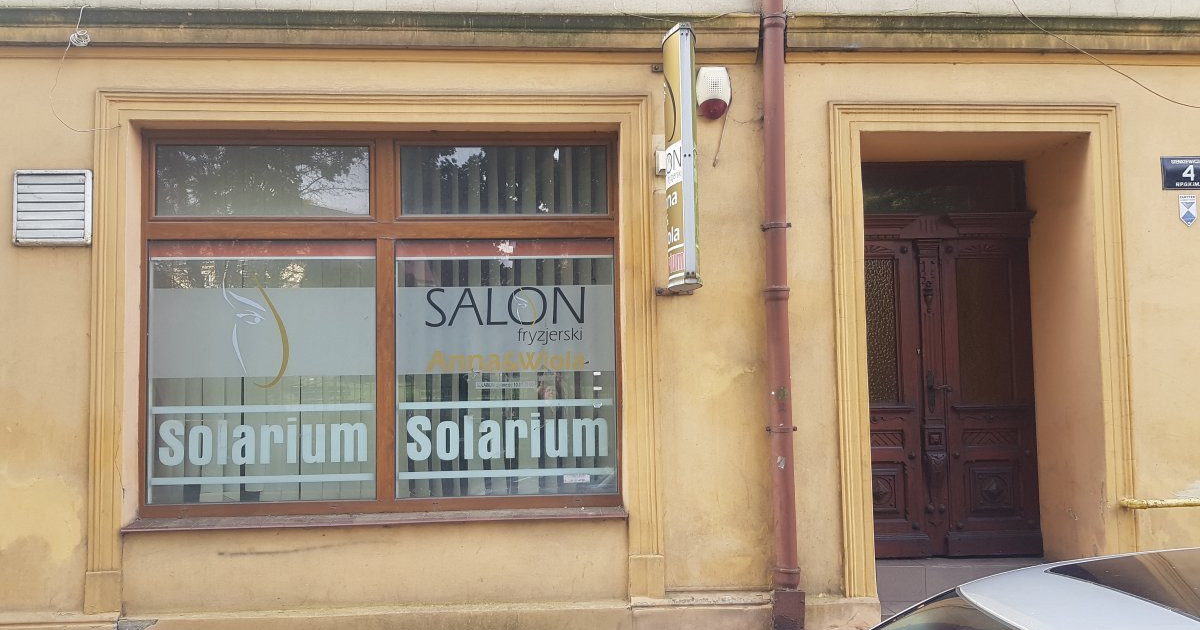 SALON
fryzjerski
Anna&Wiola
Solarium
Solarium
4